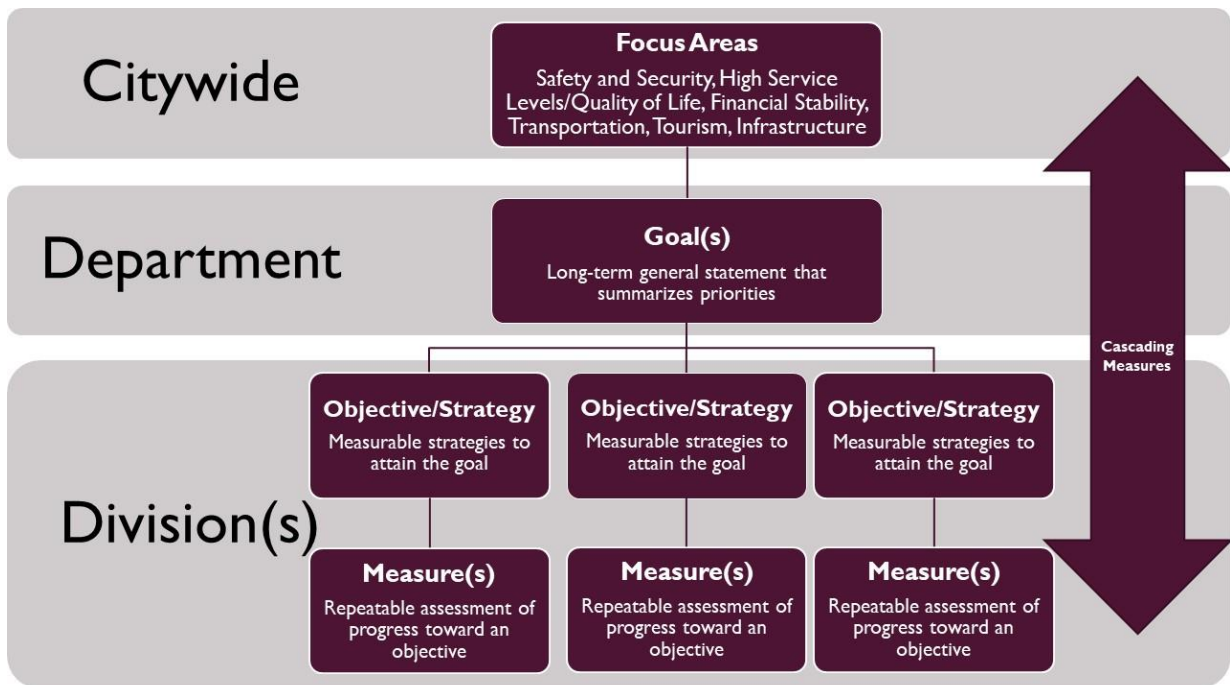 Citywide
Focus Areas
Safety and Security, High Service
Levels/Quality of Life, Financial Stability,
Transportation, Tourism, Infrastructure
Department
Goal(s)
Long-term general statement that
summarizes priorities
Cascading
Measures
Division(s)
Objective/Strategy
Measurable strategies to
attain the goal
Objective/Strategy
Measurable strategies to
attain the goal
Objective/Strategy
Measurable strategies to
attain the goal
Measure(s)
Repeatable assessment of
progress toward an
objective
Measure(s)
Repeatable assessment of
progress toward an
objective
Measure(s)
Repeatable assessment of
progress toward an
objective